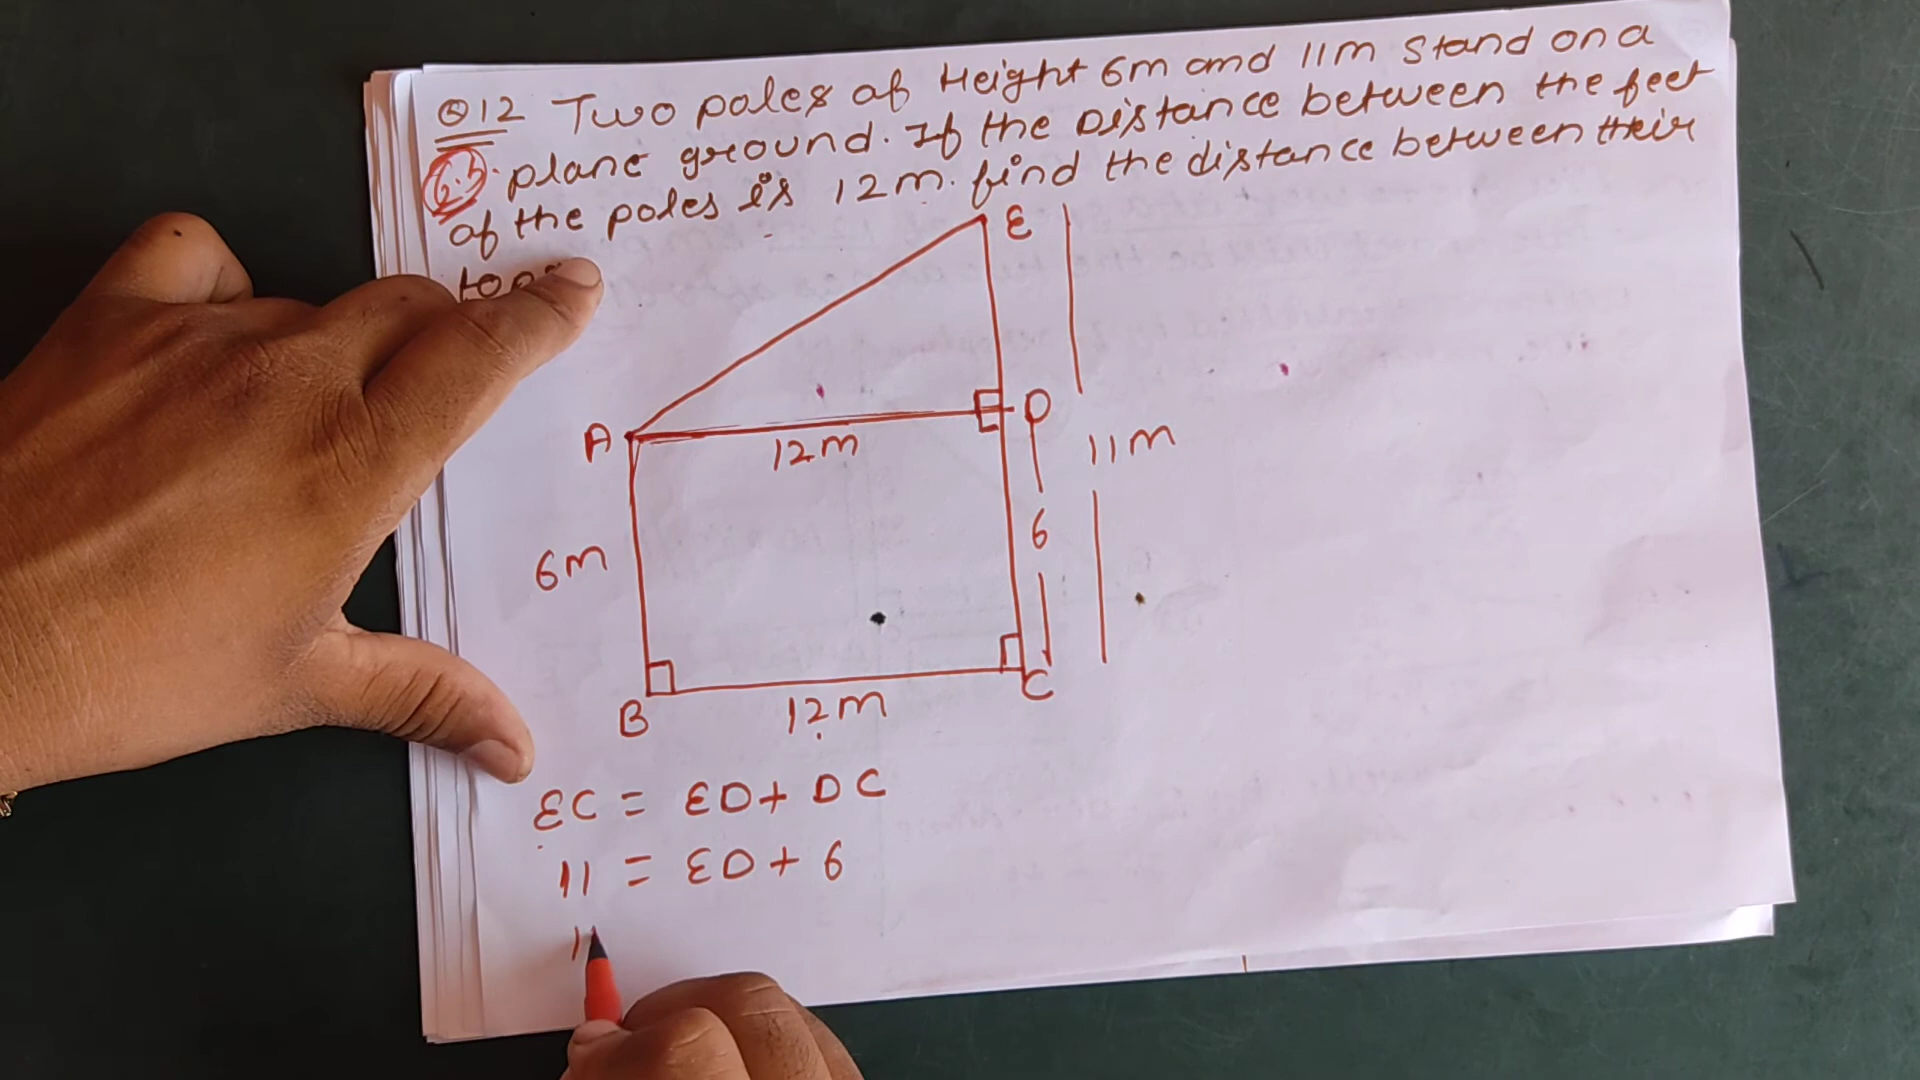 Q12 Two poles of Height 6m and 11m Stand on a
6.5. plane ground. If the Distance between the feet
of the poles is 12m. find the distance between their
E
A
D
12m
11m
6m
6
B
12m
C
EC = ED + DC
11 = ED + 6
11